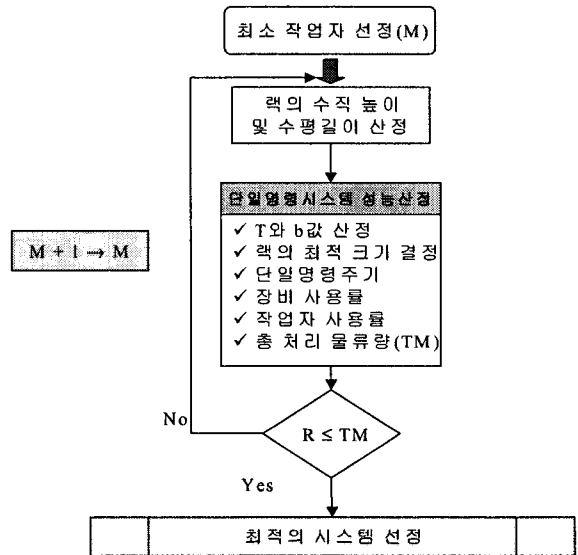 최소 작업자 선정(M)
랙의 수직 높이
및 수평길이 산정
단일명령시스템 성능산정
✓ T와 b값 산정
✓ 랙의 최적 크기 결정
✓ 단일명령주기
✓ 장비 사용률
✓ 작업자 사용률
✓ 총 처리 물류량(TM)
M + 1 → M
No
R ≤ TM
Yes
최적의 시스템 선정